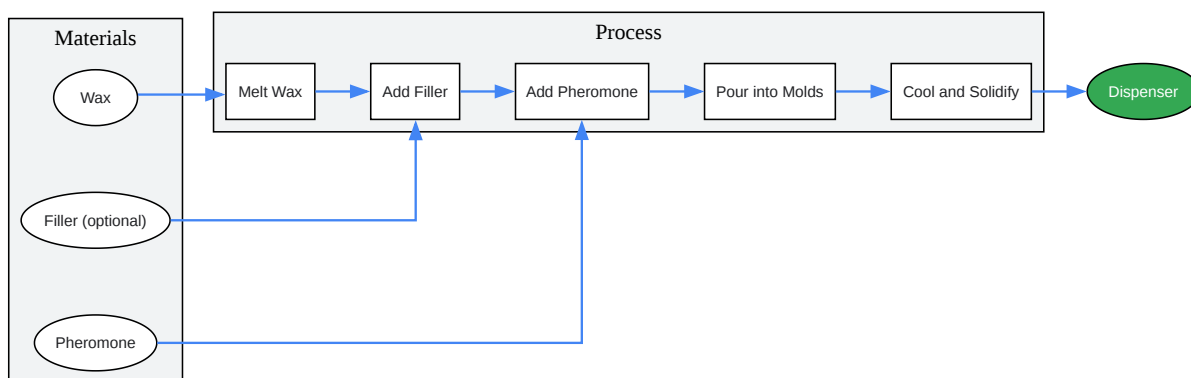 Materials
Process
Wax
Melt Wax
Add Filler
Add Pheromone
Pour into Molds
Cool and Solidify
Dispenser
Filler (optional)
Pheromone